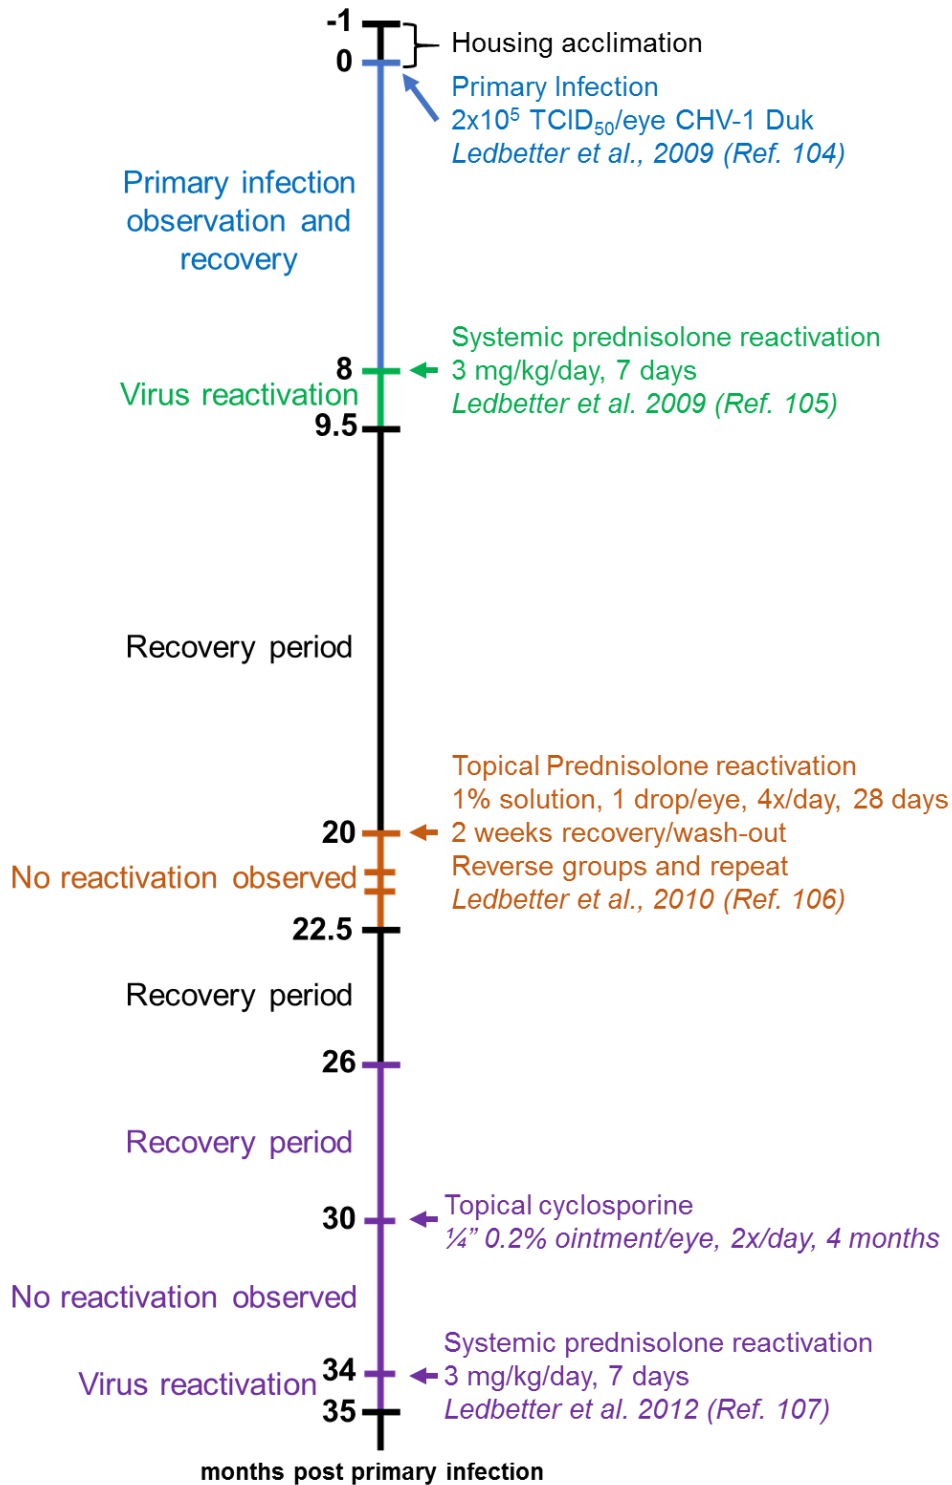 -1
Housing acclimation
0
Primary Infection
2x10⁵ TCID₅₀/eye CHV-1 Duk
Ledbetter et al., 2009 (Ref. 104)
Primary infection
observation and
recovery
Systemic prednisolone reactivation
8
3 mg/kg/day, 7 days
Virus reactivation
Ledbetter et al. 2009 (Ref. 105)
9.5
Recovery period
Topical Prednisolone reactivation
1% solution, 1 drop/eye, 4x/day, 28 days
20
2 weeks recovery/wash-out
Reverse groups and repeat
No reactivation observed
Ledbetter et al., 2010 (Ref. 106)
22.5
Recovery period
26
Recovery period
Topical cyclosporine
30
¼” 0.2% ointment/eye, 2x/day, 4 months
No reactivation observed
Systemic prednisolone reactivation
34
3 mg/kg/day, 7 days
Virus reactivation
Ledbetter et al. 2012 (Ref. 107)
35
months post primary infection